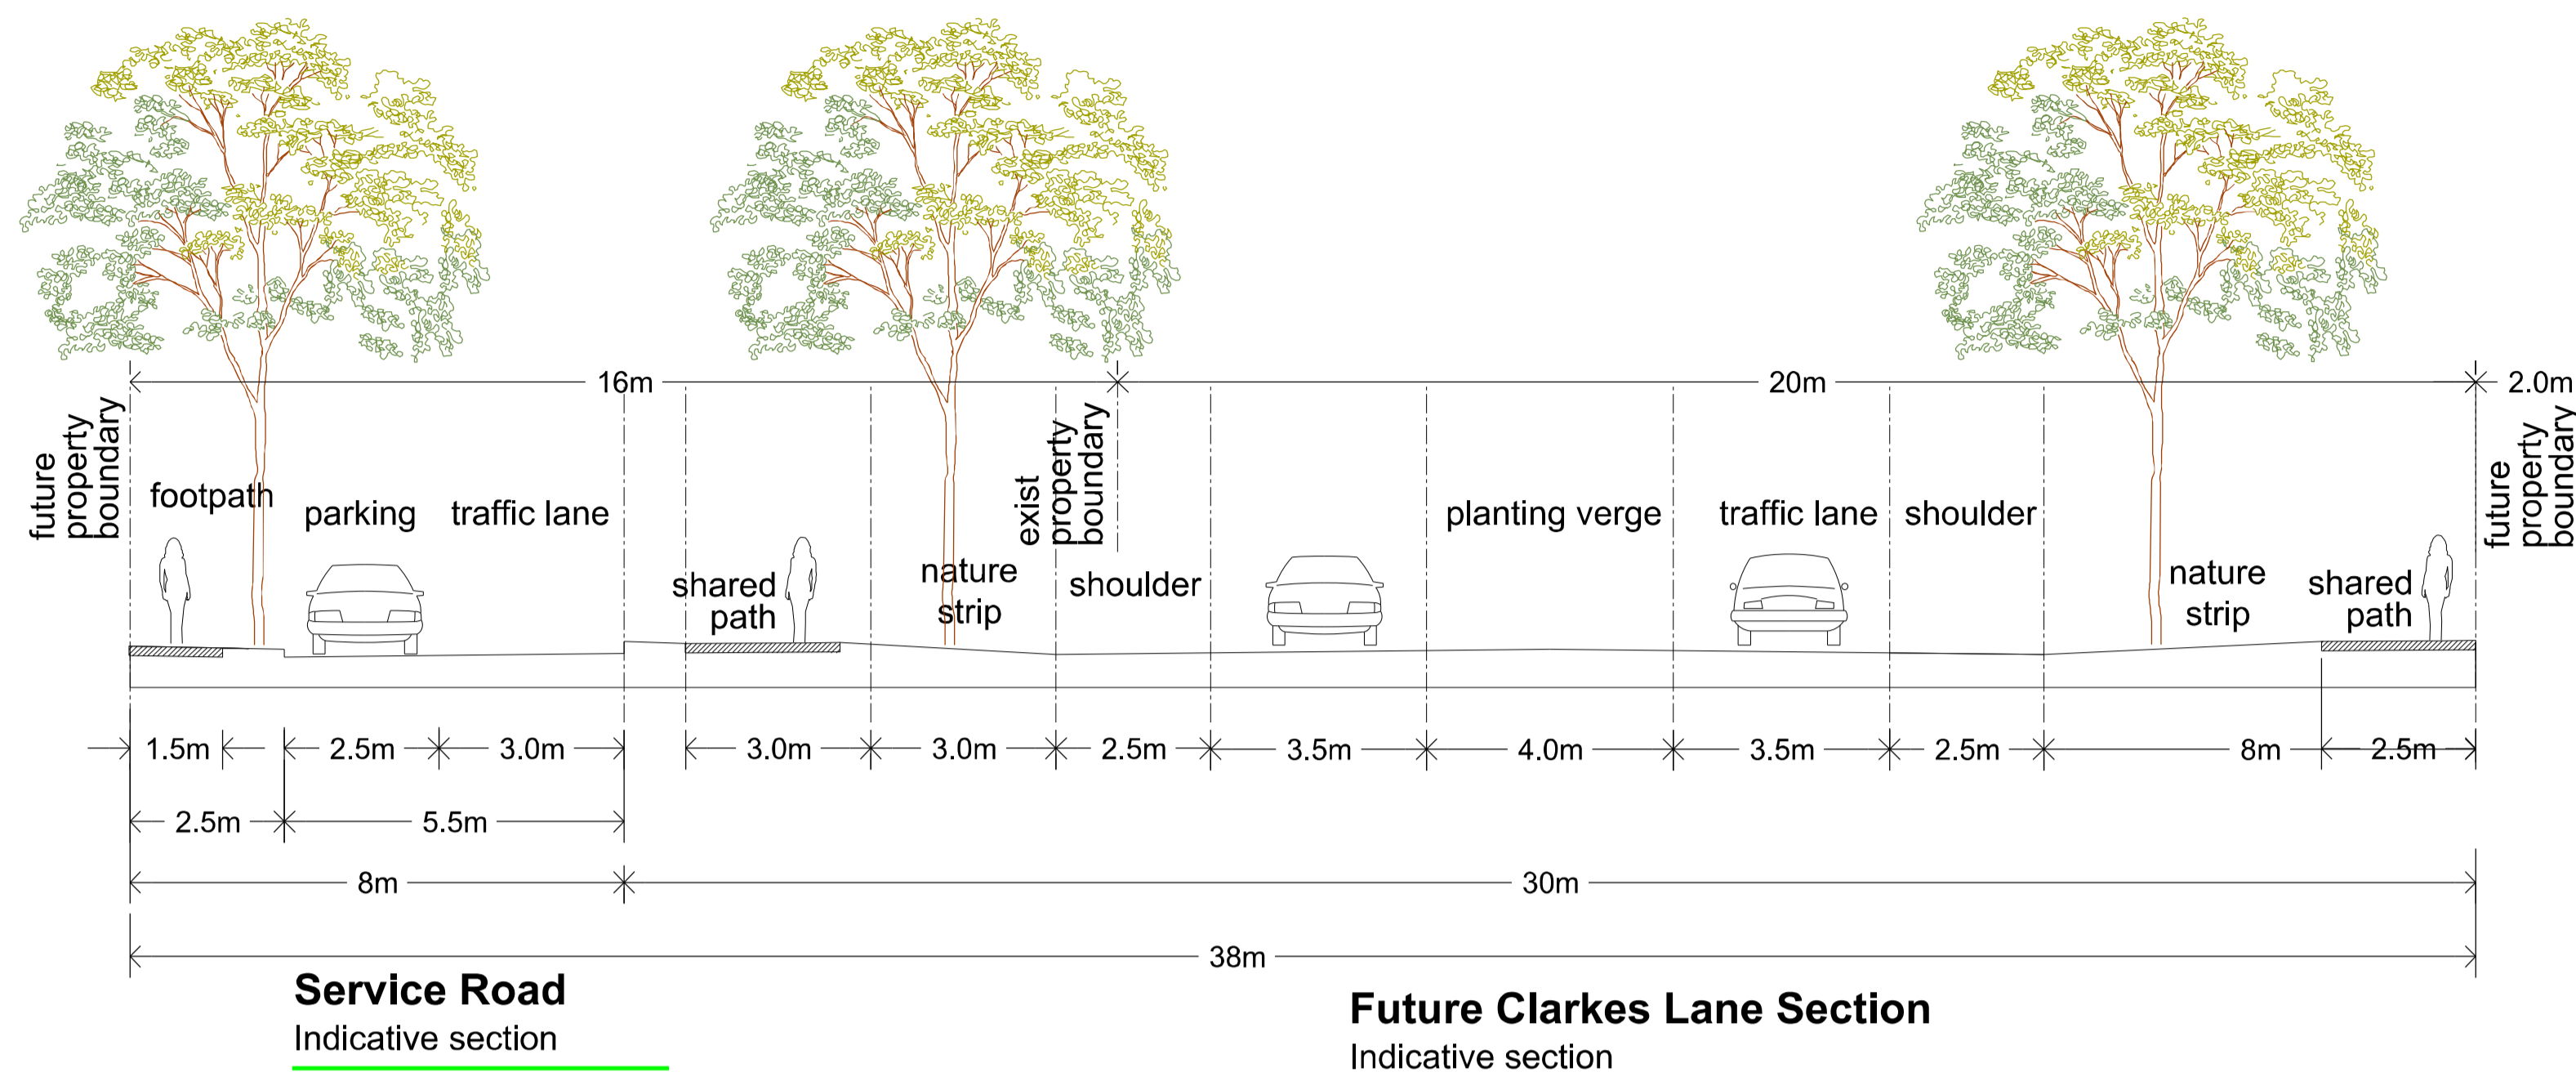 16m
20m
2.0m
future
property
boundary
footpath
parking
traffic lane
shared
path
nature
strip
exist
property
boundary
shoulder
planting verge
traffic lane
shoulder
nature
strip
shared
path
future
property
boundary
1.5m
2.5m
3.0m
3.0m
3.0m
2.5m
3.5m
4.0m
3.5m
2.5m
8m
2.5m
2.5m
5.5m
8m
30m
38m
Service Road
Indicative section
Future Clarkes Lane Section
Indicative section